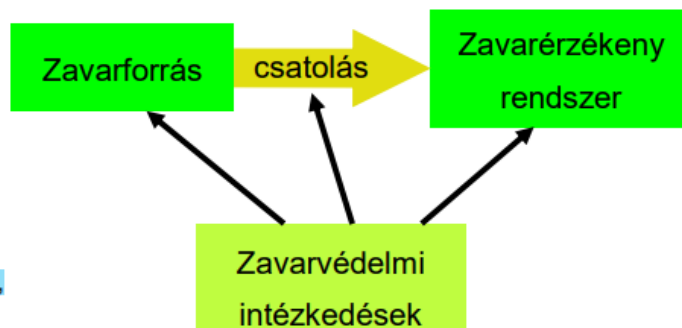 Zavarforrás
csatolás
Zavarérzékeny
rendszer
Zavarvédelmi
intézkedések